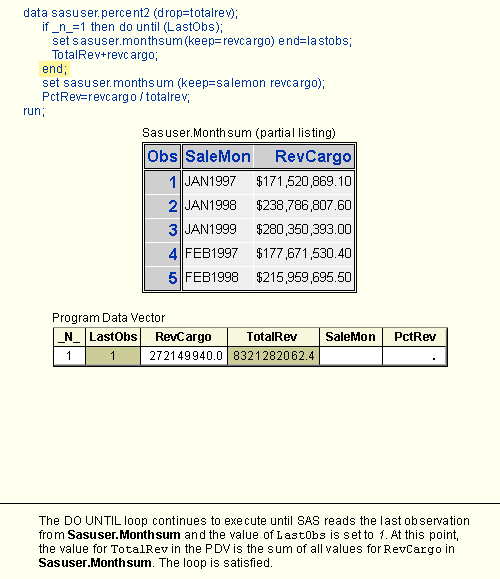 data sasuser.percent2 (drop=totalrev);
if _n_=1 then do until (LastObs);
set sasuser.monthsum(keep=revcargo) end=lastobs;
TotalRev+revcargo;
end;
set sasuser.monthsum (keep=salemon revcargo);
PctRev=revcargo / totalrev;
run;
Sasuser.Monthsum (partial listing)
Obs SaleMon RevCargo
1 JAN1997 $171,520,869.10
2 JAN1998 $238,786,807.60
3 JAN1999 $280,350,393.00
4 FEB1997 $177,671,530.40
5 FEB1998 $215,959,695.50
Program Data Vector
_N_ LastObs RevCargo TotalRev SaleMon PctRev
1 1 272149940.0 8321282062.4 .
The DO UNTIL loop continues to execute until SAS reads the last observation
from Sasuser.Monthsum and the value of LastObs is set to 1. At this point,
the value for TotalRev in the PDV is the sum of all values for RevCargo in
Sasuser.Monthsum. The loop is satisfied.